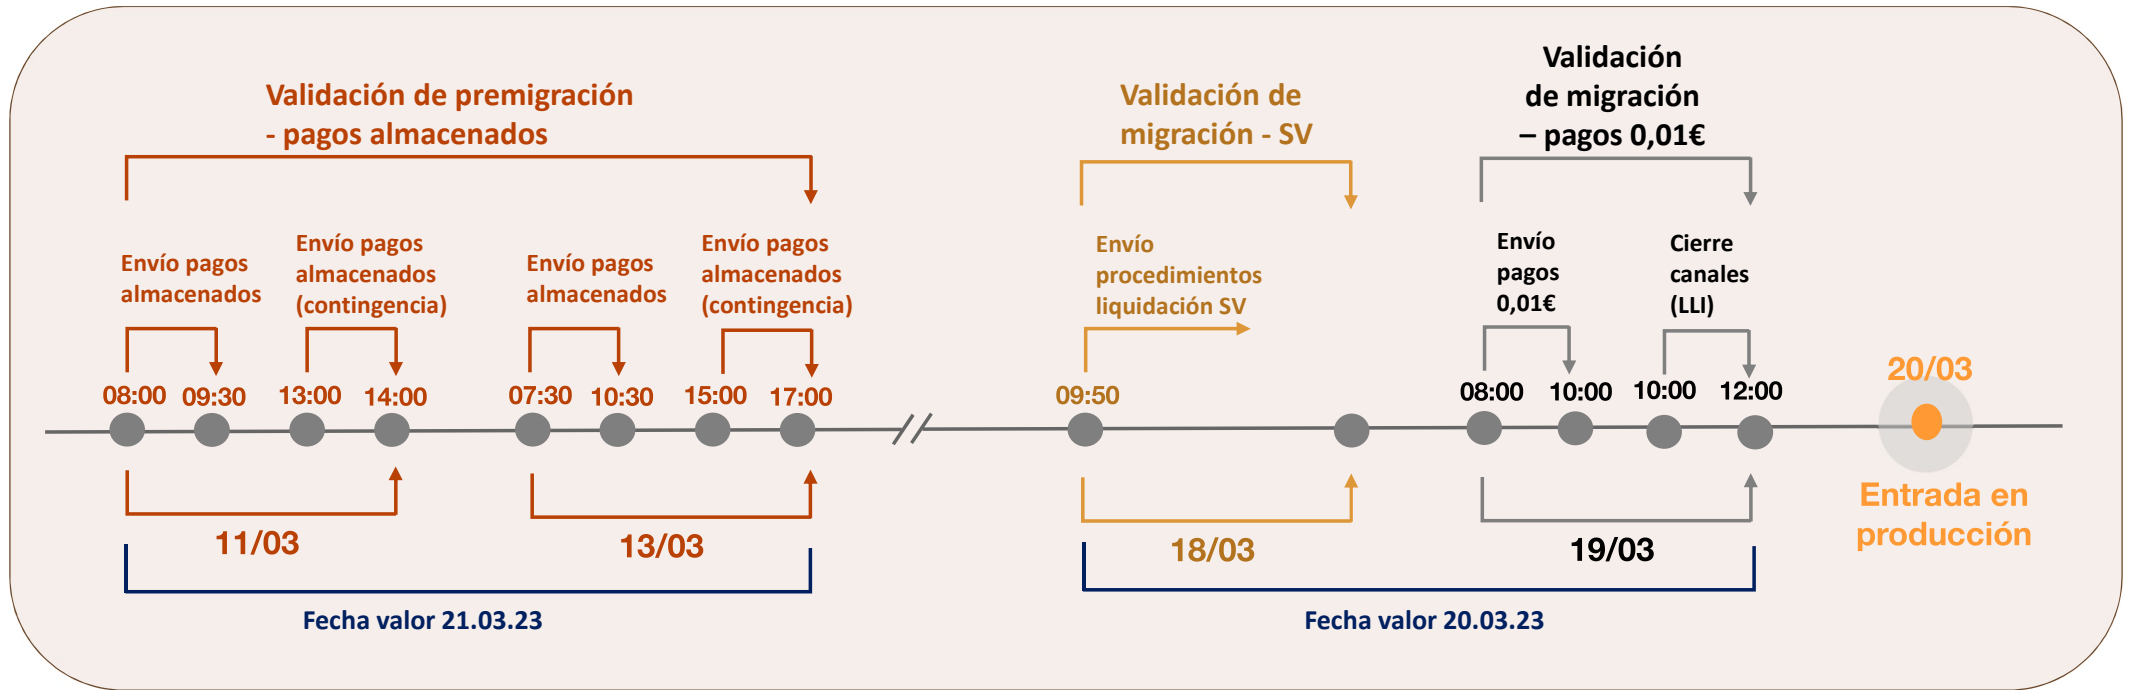 Validación de premigración
- pagos almacenados
Validación de
migración - SV
Validación
de migración
– pagos 0,01€
Envío pagos
almacenados
Envío pagos
almacenados
(contingencia)
Envío pagos
almacenados
Envío pagos
almacenados
(contingencia)
Envío
procedimientos
liquidación SV
Envío
pagos
0,01€
Cierre
canales
(LLI)
08:00 09:30 13:00 14:00 07:30 10:30 15:00 17:00 09:50 08:00 10:00 10:00 12:00
20/03
Entrada en
producción
11/03
13/03
18/03
19/03
Fecha valor 21.03.23
Fecha valor 20.03.23